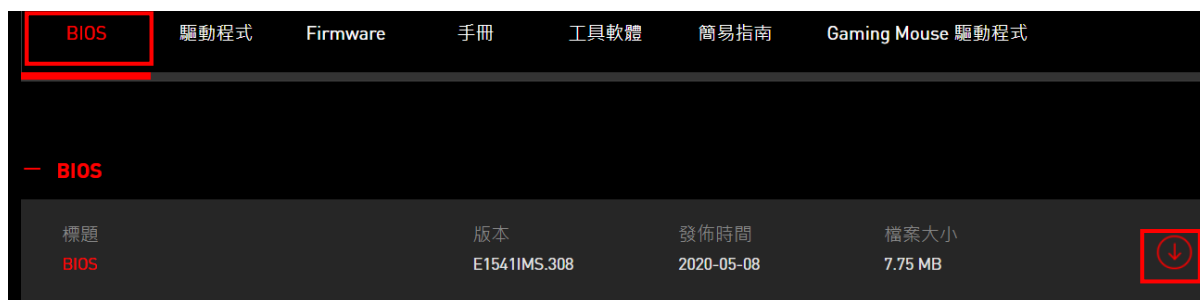 BIOS 驅動程式 Firmware 手冊 工具軟體 簡易指南 Gaming Mouse 驅動程式
— BIOS
標題 版本 發佈時間 檔案大小
BIOS E1541IMS.308 2020-05-08 7.75 MB